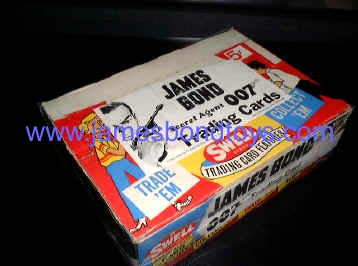 JAMES
BOND
Secret Agent 007
Trading Cards
5¢
www.jamesbondtoys.com
TRADE
'EM
SWELL
TRADING CARD
COLLECT
'EM
SWELL
JAMES BOND
007